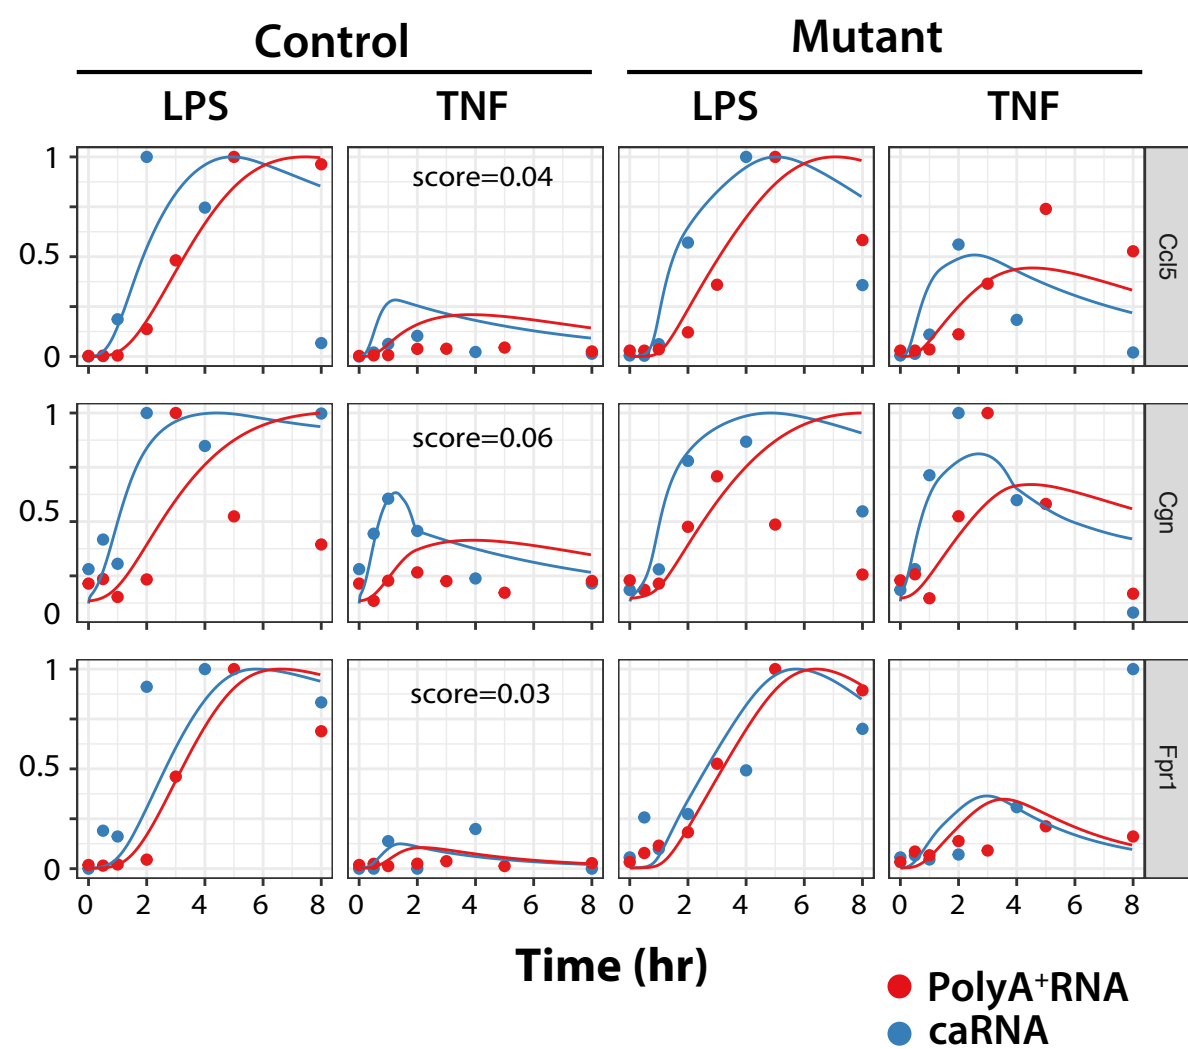 Control Mutant
LPS TNF LPS TNF
1
score=0.04
0.5
0
Ccl5
1
score=0.06
0.5
0
Cgn
1
score=0.03
0.5
0
Fpr1
0 2 4 6 8 0 2 4 6 8 0 2 4 6 8 0 2 4 6 8
Time (hr)
PolyA⁺RNA
caRNA